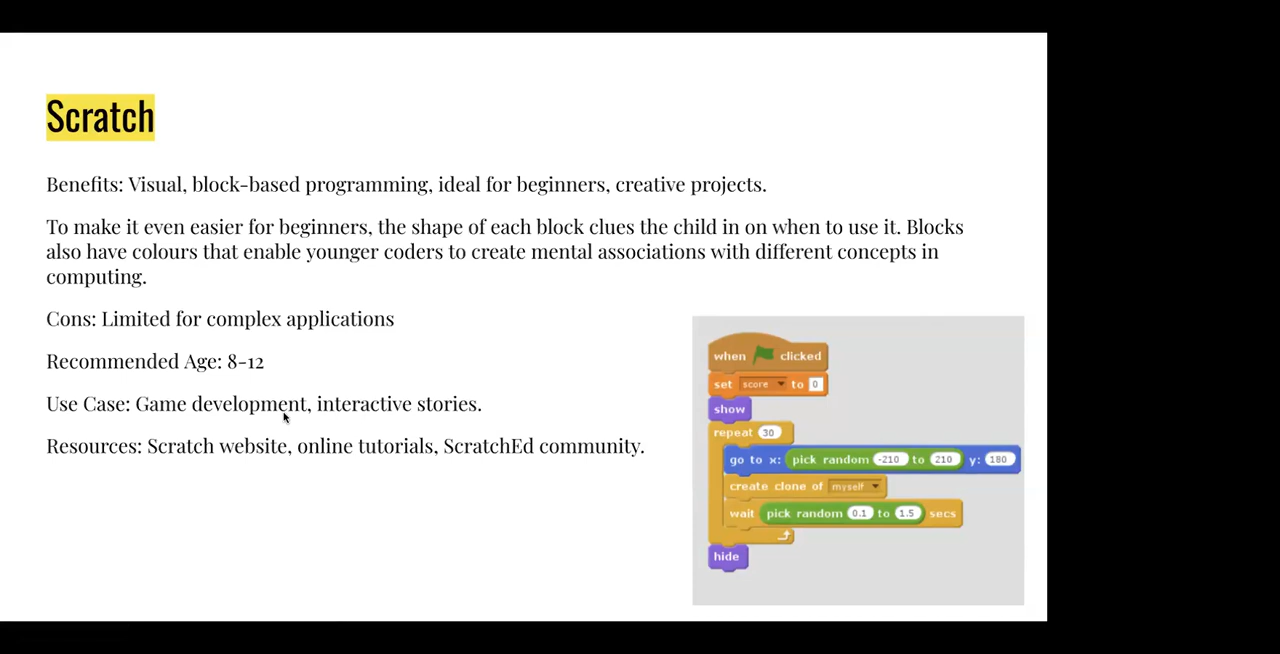 Scratch
Benefits: Visual, block-based programming, ideal for beginners, creative projects.
To make it even easier for beginners, the shape of each block clues the child in on when to use it. Blocks
also have colours that enable younger coders to create mental associations with different concepts in
computing.
Cons: Limited for complex applications
Recommended Age: 8-12
Use Case: Game development, interactive stories.
Resources: Scratch website, online tutorials, ScratchEd community.
when clicked
set score to 0
show
repeat 30
go to x: pick random -210 to 210 y: 180
create clone of myself
wait pick random 0.1 to 1.5 secs
hide